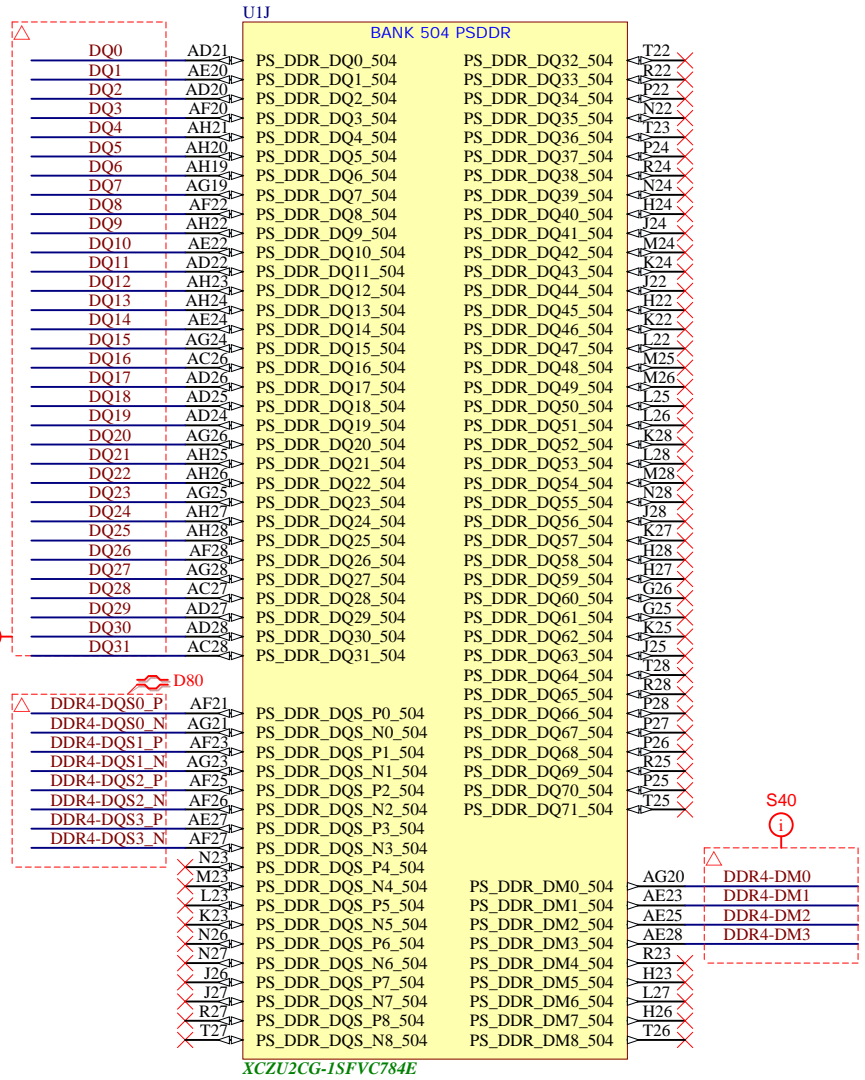 U1J
BANK 504 PSDDR
DQ0 AD21 PS_DDR_DQ0_504 PS_DDR_DQ32_504 T22
DQ1 AE20 PS_DDR_DQ1_504 PS_DDR_DQ33_504 R22
DQ2 AD20 PS_DDR_DQ2_504 PS_DDR_DQ34_504 P22
DQ3 AF20 PS_DDR_DQ3_504 PS_DDR_DQ35_504 N22
DQ4 AH21 PS_DDR_DQ4_504 PS_DDR_DQ36_504 T23
DQ5 AH20 PS_DDR_DQ5_504 PS_DDR_DQ37_504 P24
DQ6 AH19 PS_DDR_DQ6_504 PS_DDR_DQ38_504 R24
DQ7 AG19 PS_DDR_DQ7_504 PS_DDR_DQ39_504 N24
DQ8 AF22 PS_DDR_DQ8_504 PS_DDR_DQ40_504 H24
DQ9 AH22 PS_DDR_DQ9_504 PS_DDR_DQ41_504 J24
DQ10 AE22 PS_DDR_DQ10_504 PS_DDR_DQ42_504 M24
DQ11 AD22 PS_DDR_DQ11_504 PS_DDR_DQ43_504 K24
DQ12 AH23 PS_DDR_DQ12_504 PS_DDR_DQ44_504 J22
DQ13 AH24 PS_DDR_DQ13_504 PS_DDR_DQ45_504 H22
DQ14 AE24 PS_DDR_DQ14_504 PS_DDR_DQ46_504 K22
DQ15 AG24 PS_DDR_DQ15_504 PS_DDR_DQ47_504 L22
DQ16 AC26 PS_DDR_DQ16_504 PS_DDR_DQ48_504 M25
DQ17 AD26 PS_DDR_DQ17_504 PS_DDR_DQ49_504 M26
DQ18 AD25 PS_DDR_DQ18_504 PS_DDR_DQ50_504 L25
DQ19 AD24 PS_DDR_DQ19_504 PS_DDR_DQ51_504 L26
DQ20 AG26 PS_DDR_DQ20_504 PS_DDR_DQ52_504 K28
DQ21 AH25 PS_DDR_DQ21_504 PS_DDR_DQ53_504 L28
DQ22 AH26 PS_DDR_DQ22_504 PS_DDR_DQ54_504 M28
DQ23 AG25 PS_DDR_DQ23_504 PS_DDR_DQ55_504 N28
DQ24 AH27 PS_DDR_DQ24_504 PS_DDR_DQ56_504 J28
DQ25 AH28 PS_DDR_DQ25_504 PS_DDR_DQ57_504 K27
DQ26 AF28 PS_DDR_DQ26_504 PS_DDR_DQ58_504 H28
DQ27 AG28 PS_DDR_DQ27_504 PS_DDR_DQ59_504 H27
DQ28 AC27 PS_DDR_DQ28_504 PS_DDR_DQ60_504 G26
DQ29 AD27 PS_DDR_DQ29_504 PS_DDR_DQ61_504 G25
DQ30 AD28 PS_DDR_DQ30_504 PS_DDR_DQ62_504 K25
DQ31 AC28 PS_DDR_DQ31_504 PS_DDR_DQ63_504 J25
PS_DDR_DQ64_504 T28
D80
PS_DDR_DQ65_504 R28
DDR4-DQS0_P AF21 PS_DDR_DQS_P0_504 PS_DDR_DQ66_504 P28
DDR4-DQS0_N AG21 PS_DDR_DQS_N0_504 PS_DDR_DQ67_504 P27
DDR4-DQS1_P AF23 PS_DDR_DQS_P1_504 PS_DDR_DQ68_504 P26
DDR4-DQS1_N AG23 PS_DDR_DQS_N1_504 PS_DDR_DQ69_504 R25
DDR4-DQS2_P AF25 PS_DDR_DQS_P2_504 PS_DDR_DQ70_504 P25
DDR4-DQS2_N AF26 PS_DDR_DQS_N2_504 PS_DDR_DQ71_504 T25
S40
i
DDR4-DQS3_P AE27 PS_DDR_DQS_P3_504
DDR4-DQS3_N AF27 PS_DDR_DQS_N3_504
N23 PS_DDR_DQS_P4_504
M23 PS_DDR_DQS_N4_504 PS_DDR_DM0_504 AG20 DDR4-DM0
L23 PS_DDR_DQS_P5_504 PS_DDR_DM1_504 AE23 DDR4-DM1
K23 PS_DDR_DQS_N5_504 PS_DDR_DM2_504 AE25 DDR4-DM2
N26 PS_DDR_DQS_P6_504 PS_DDR_DM3_504 AE28 DDR4-DM3
N27 PS_DDR_DQS_N6_504 PS_DDR_DM4_504 R23
J26 PS_DDR_DQS_P7_504 PS_DDR_DM5_504 H23
J27 PS_DDR_DQS_N7_504 PS_DDR_DM6_504 L27
R27 PS_DDR_DQS_P8_504 PS_DDR_DM7_504 H26
T27 PS_DDR_DQS_N8_504 PS_DDR_DM8_504 T26
XCZU2CG-1SFVC784E